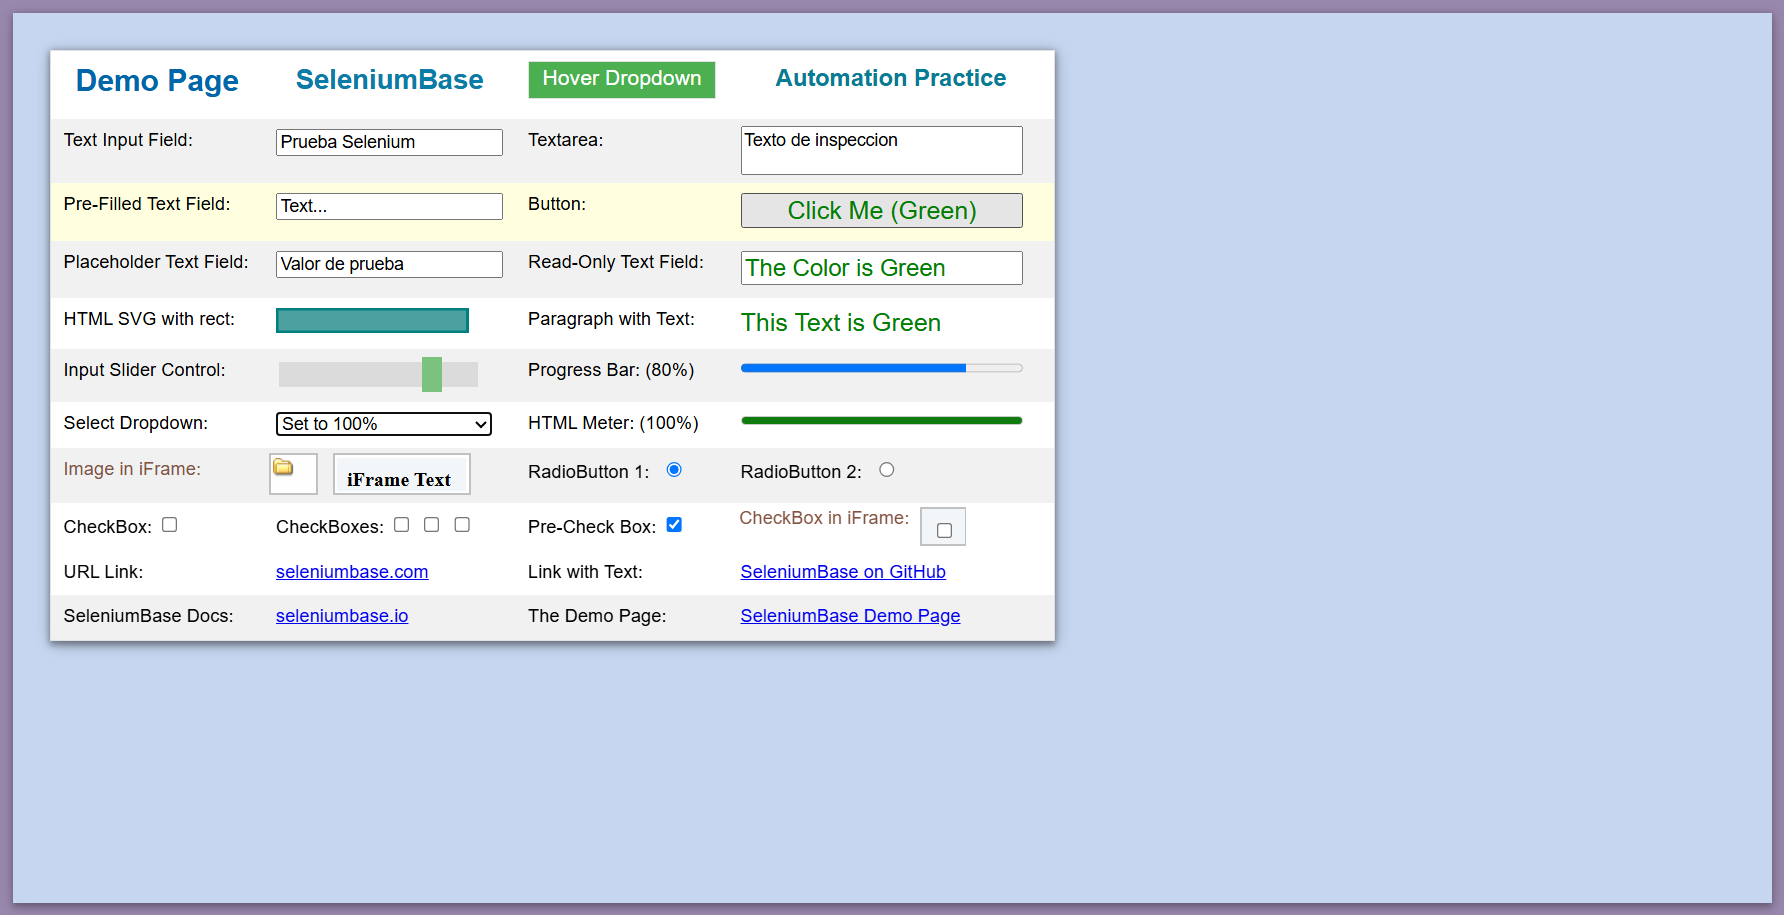 Demo Page SeleniumBase Hover Dropdown Automation Practice
Text Input Field: Prueba Selenium Textarea: Texto de inspeccion
Pre-Filled Text Field: Text... Button: Click Me (Green)
Placeholder Text Field: Valor de prueba Read-Only Text Field: The Color is Green
HTML SVG with rect: Paragraph with Text: This Text is Green
Input Slider Control: Progress Bar: (80%)
Select Dropdown: Set to 100% HTML Meter: (100%)
Image in iFrame: iFrame Text RadioButton 1: RadioButton 2:
CheckBox: CheckBoxes: Pre-Check Box: CheckBox in iFrame:
URL Link: seleniumbase.com Link with Text: SeleniumBase on GitHub
SeleniumBase Docs: seleniumbase.io The Demo Page: SeleniumBase Demo Page